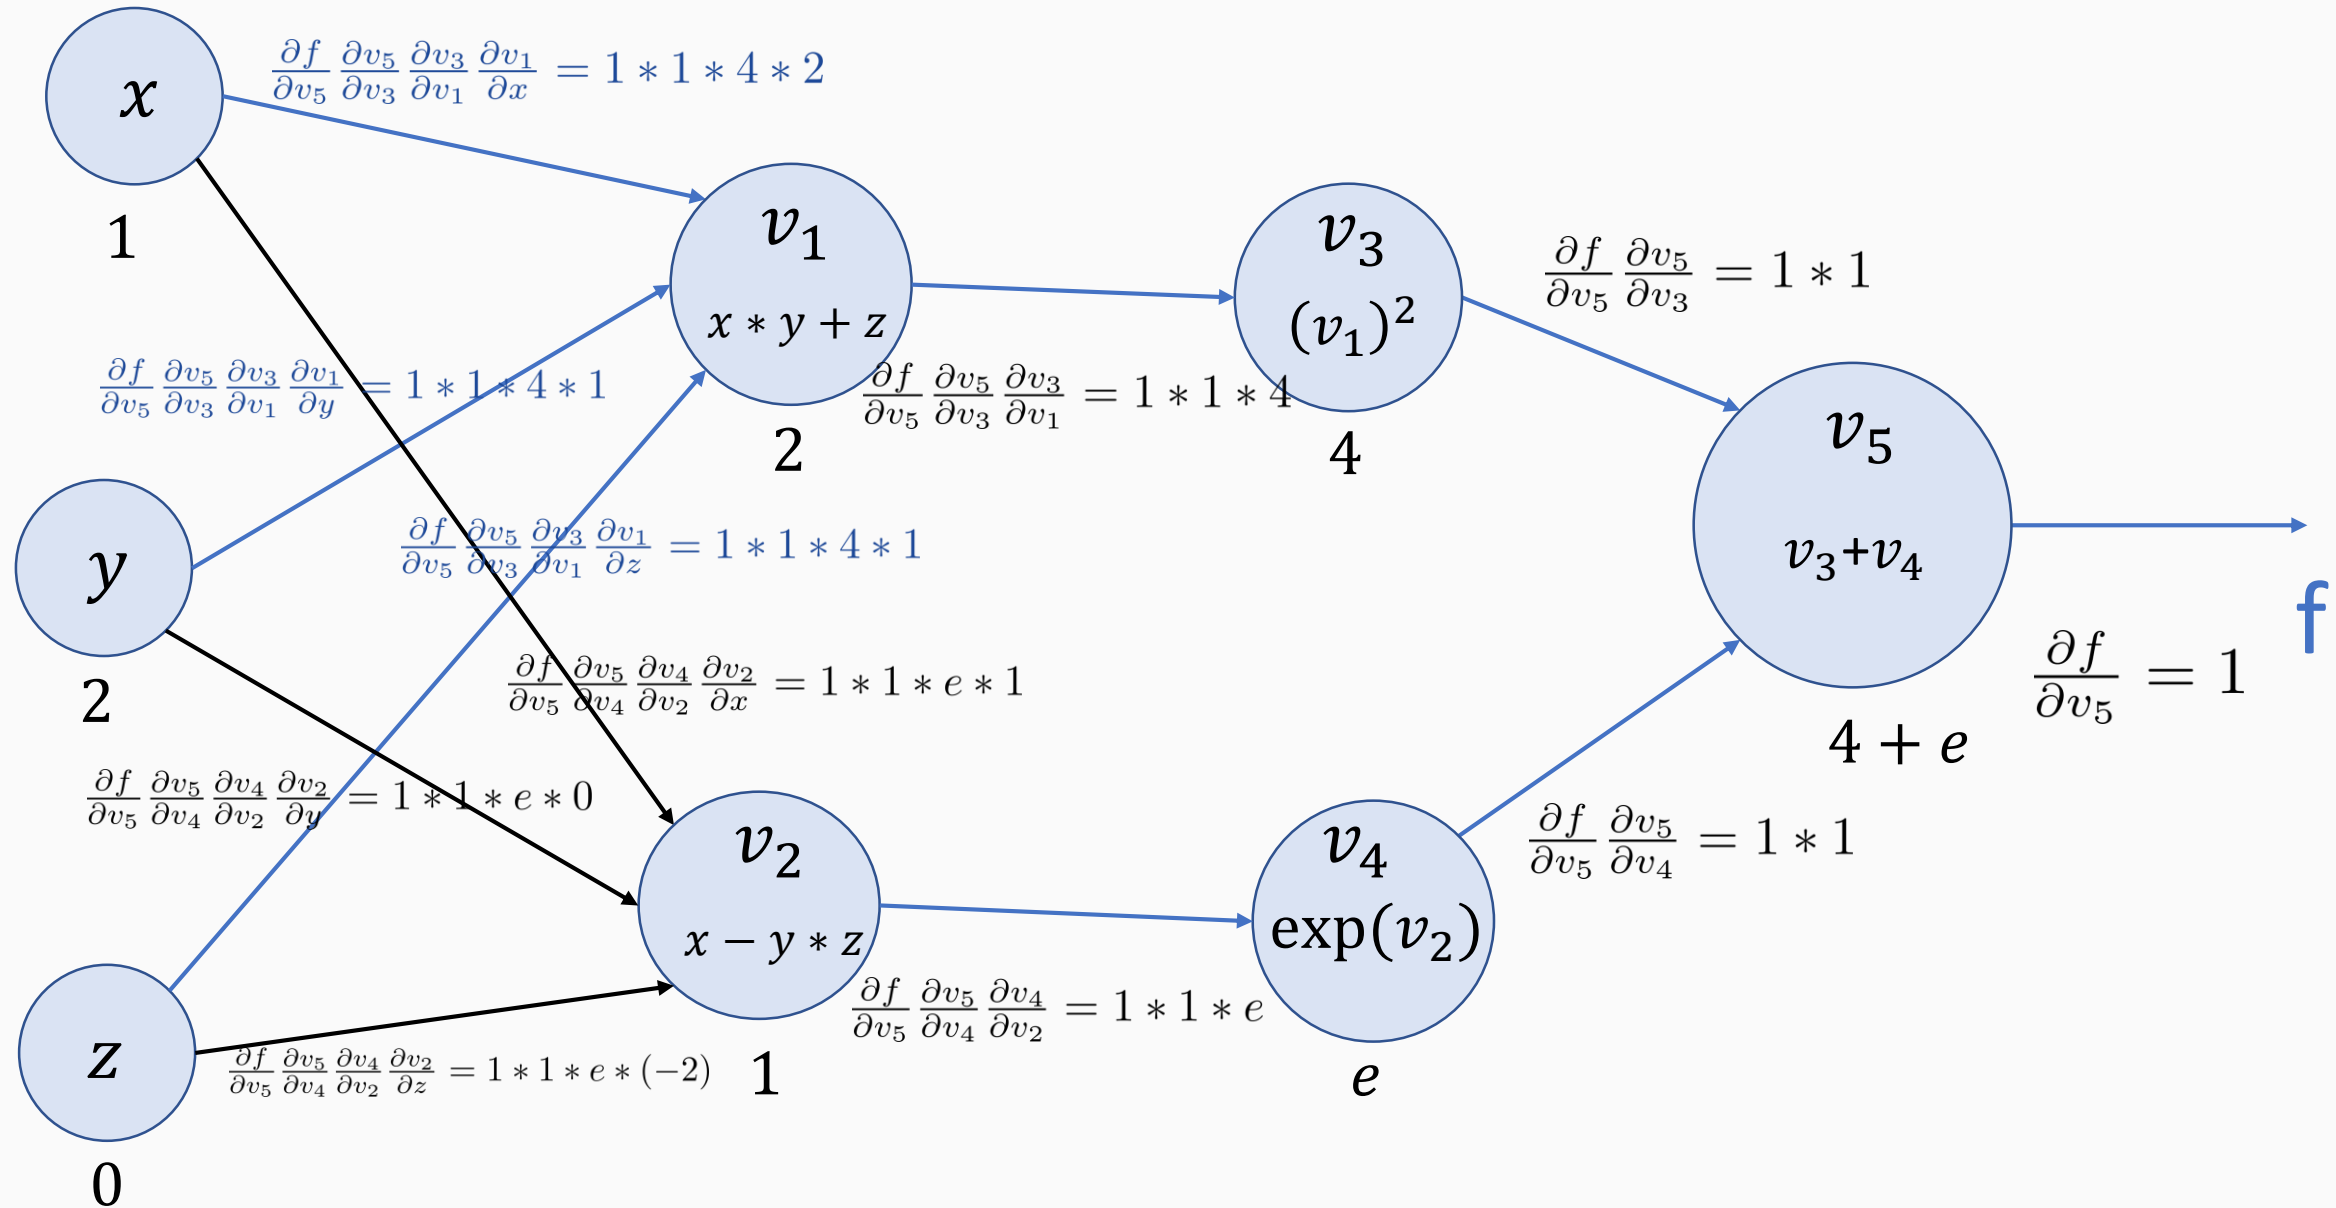 x
1
∂f/∂v₅ ∂v₅/∂v₃ ∂v₃/∂v₁ ∂v₁/∂x = 1 * 1 * 4 * 2
v₁
x * y + z
2
v₃
(v₁)²
4
∂f/∂v₅ ∂v₅/∂v₃ = 1 * 1
∂f/∂v₅ ∂v₅/∂v₃ ∂v₃/∂v₁ ∂v₁/∂y = 1 * 1 * 4 * 1
∂f/∂v₅ ∂v₅/∂v₃ ∂v₃/∂v₁ = 1 * 1 * 4
v₅
v₃+v₄
4 + e
y
2
∂f/∂v₅ ∂v₅/∂v₃ ∂v₃/∂v₁ ∂v₁/∂z = 1 * 1 * 4 * 1
f
∂f/∂v₅ = 1
∂f/∂v₅ ∂v₅/∂v₄ ∂v₄/∂v₂ ∂v₂/∂x = 1 * 1 * e * 1
∂f/∂v₅ ∂v₅/∂v₄ ∂v₄/∂v₂ ∂v₂/∂y = 1 * 1 * e * 0
v₂
x − y * z
1
v₄
exp(v₂)
e
∂f/∂v₅ ∂v₅/∂v₄ = 1 * 1
∂f/∂v₅ ∂v₅/∂v₄ ∂v₄/∂v₂ = 1 * 1 * e
z
0
∂f/∂v₅ ∂v₅/∂v₄ ∂v₄/∂v₂ ∂v₂/∂z = 1 * 1 * e * (−2)